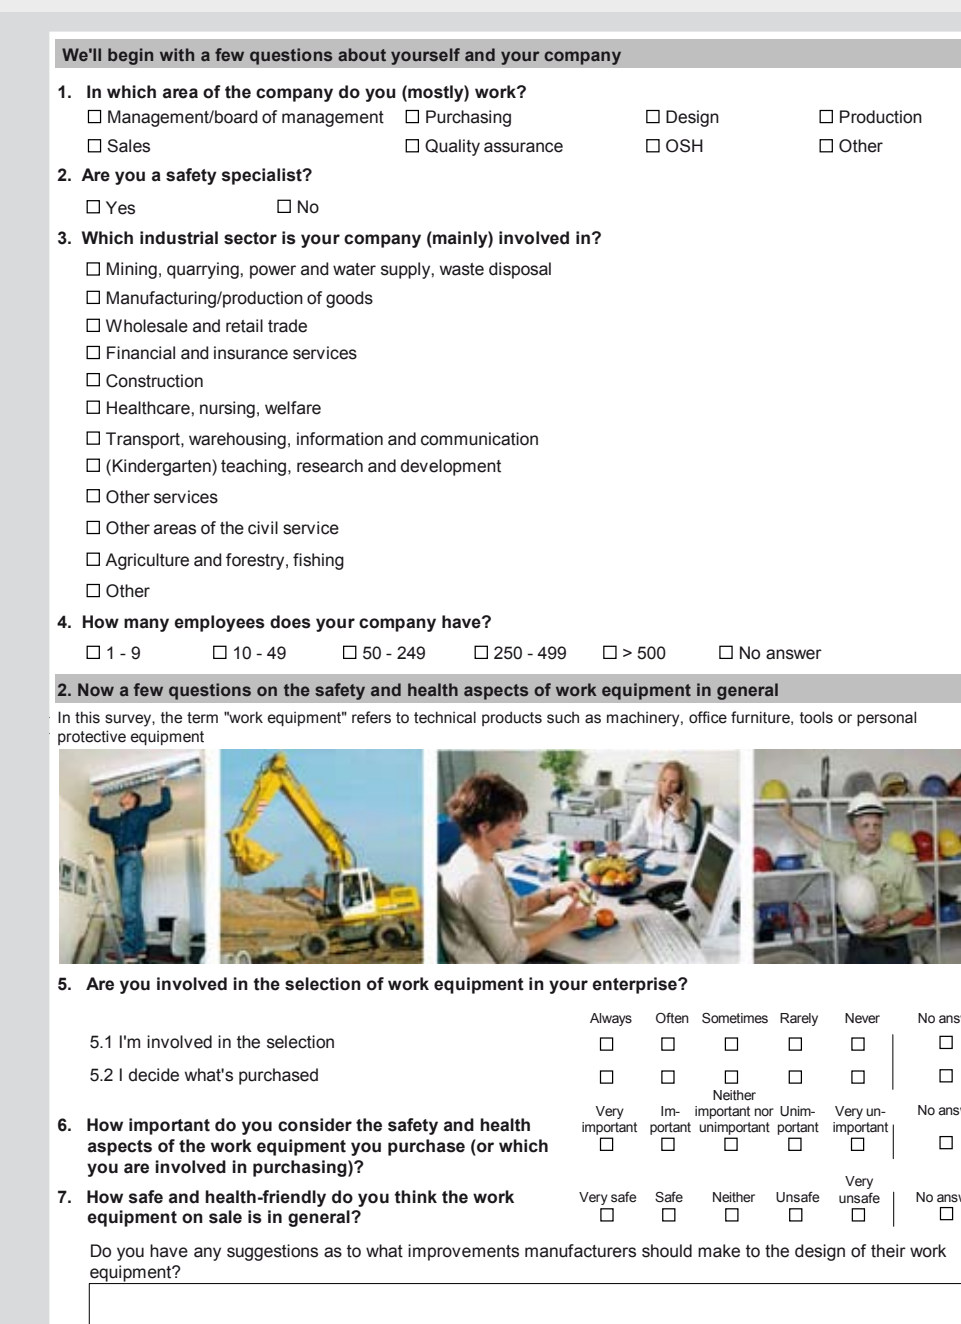 We'll begin with a few questions about yourself and your company
1. In which area of the company do you (mostly) work?
Management/board of management Purchasing Design Production
Sales Quality assurance OSH Other
2. Are you a safety specialist?
Yes No
3. Which industrial sector is your company (mainly) involved in?
Mining, quarrying, power and water supply, waste disposal
Manufacturing/production of goods
Wholesale and retail trade
Financial and insurance services
Construction
Healthcare, nursing, welfare
Transport, warehousing, information and communication
(Kindergarten) teaching, research and development
Other services
Other areas of the civil service
Agriculture and forestry, fishing
Other
4. How many employees does your company have?
1 - 9 10 - 49 50 - 249 250 - 499 > 500 No answer
2. Now a few questions on the safety and health aspects of work equipment in general
In this survey, the term "work equipment" refers to technical products such as machinery, office furniture, tools or personal
protective equipment
5. Are you involved in the selection of work equipment in your enterprise?
Always Often Sometimes Rarely Never No ans
5.1 I'm involved in the selection
5.2 I decide what's purchased
Neither
Very Im- important nor Unim- Very un- No ans
important portant unimportant portant important
6. How important do you consider the safety and health
aspects of the work equipment you purchase (or which
you are involved in purchasing)?
Very
Very safe Safe Neither Unsafe unsafe No ans
7. How safe and health-friendly do you think the work
equipment on sale is in general?
Do you have any suggestions as to what improvements manufacturers should make to the design of their work
equipment?